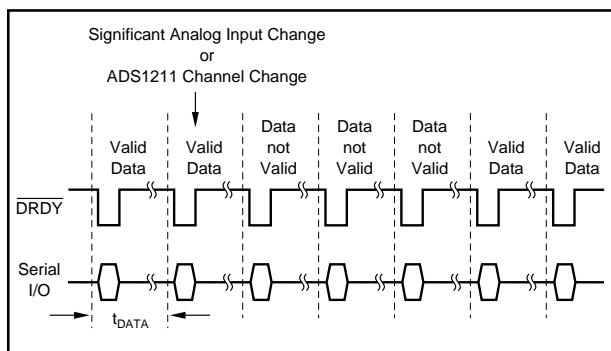 Significant Analog Input Change
or
ADS1211 Channel Change
Valid
Data
Valid
Data
Data
not
Valid
Data
not
Valid
Data
not
Valid
Valid
Data
Valid
Data
DRDY
Serial
I/O
tDATA